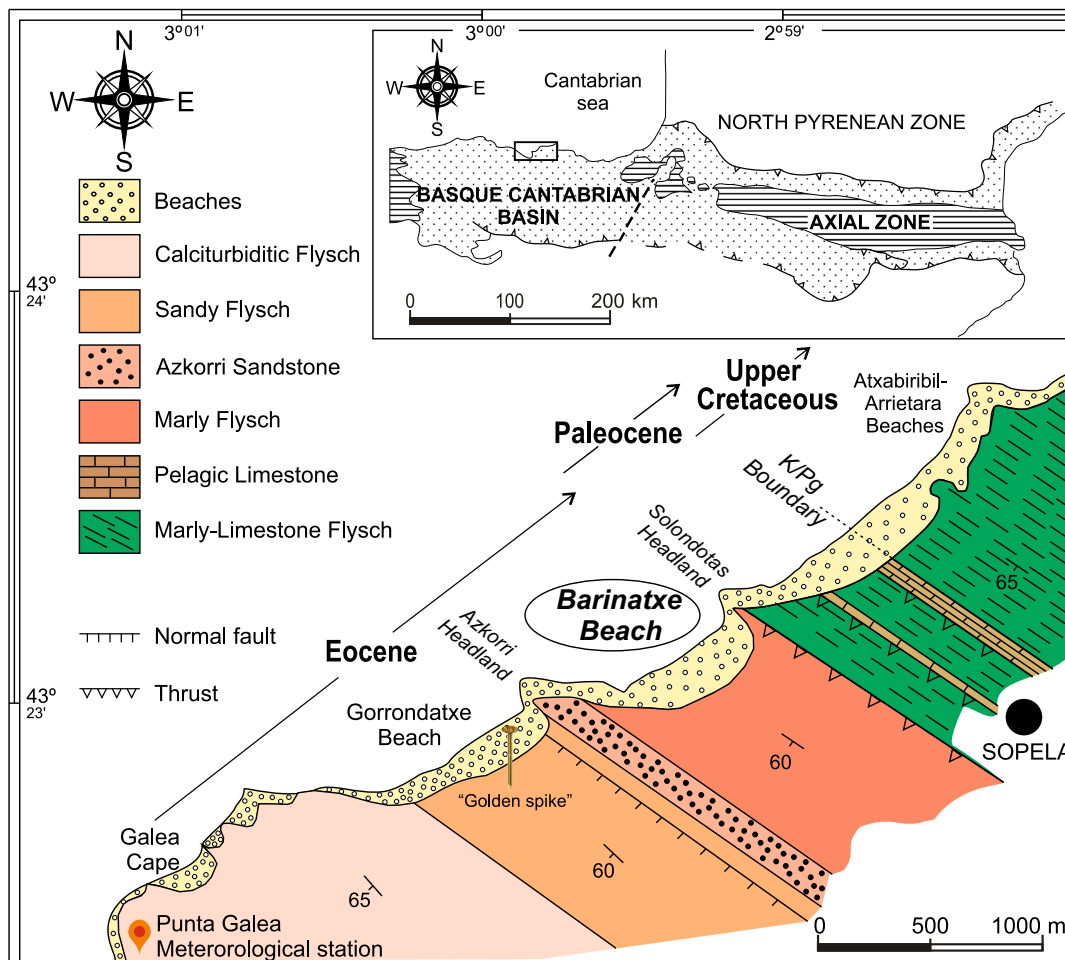 3º 01'
3º 00'
2º 59'
N
W
E
S
N
W
E
S
Cantabrian
sea
NORTH PYRENEAN ZONE
BASQUE CANTABRIAN
BASIN
AXIAL ZONE
0
100
200 km
Beaches
Calciturbiditic Flysch
43º
24'
Sandy Flysch
Azkorri Sandstone
Marly Flysch
Pelagic Limestone
Marly-Limestone Flysch
Normal fault
Thrust
43º
23'
Upper
Cretaceous
Paleocene
Eocene
Atxabiribil-
Arrietara
Beaches
K/Pg
Boundary
Solondotas
Headland
Barinatxe
Beach
Azkorri
Headland
Gorrondatxe
Beach
"Golden spike"
Galea
Cape
65
60
60
65
SOPELA
Punta Galea
Meterorological station
0
500
1000 m